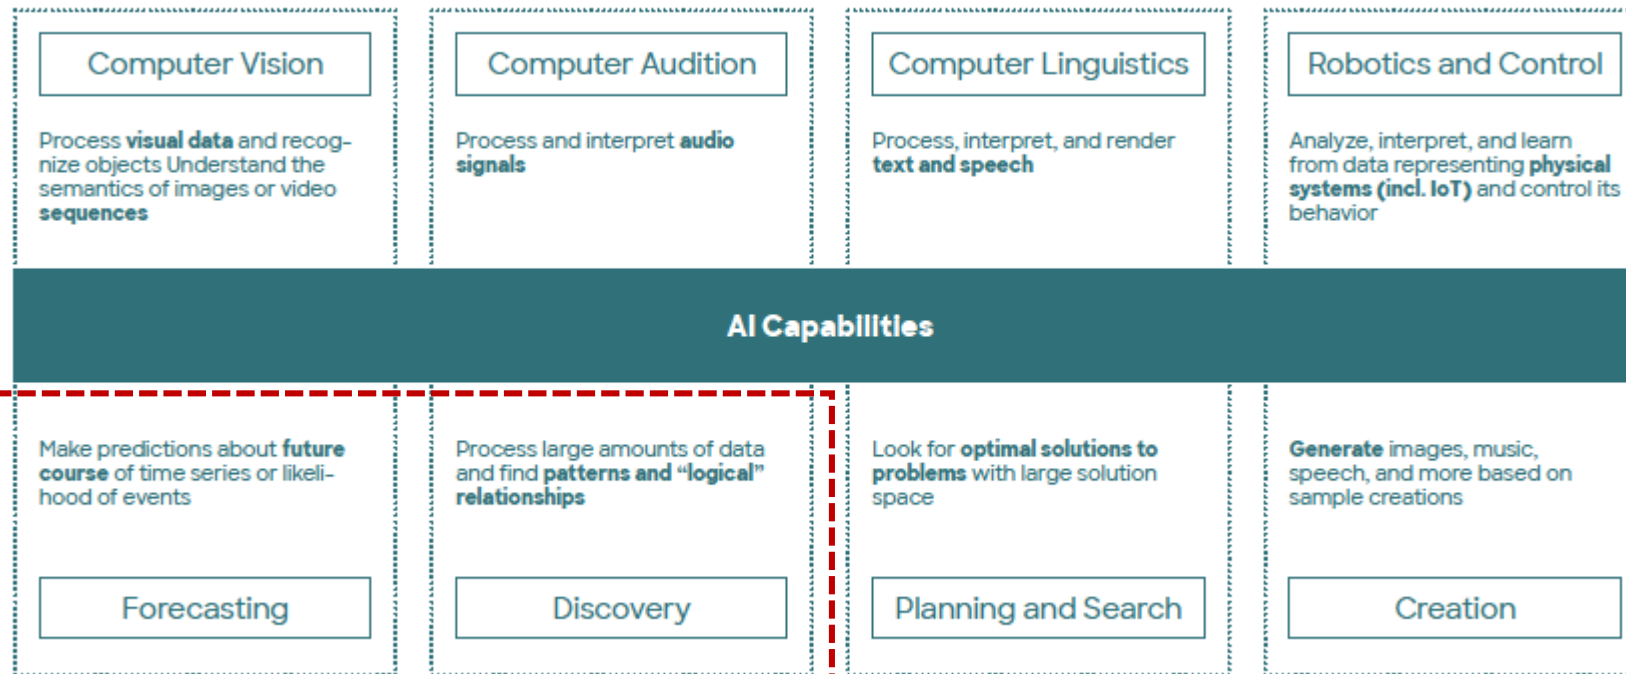 Computer Vision
Process visual data and recog-
nize objects Understand the
semantics of images or video
sequences
Computer Audition
Process and interpret audio
signals
Computer Linguistics
Process, interpret, and render
text and speech
Robotics and Control
Analyze, interpret, and learn
from data representing physical
systems (incl. IoT) and control its
behavior
AI Capabilities
Make predictions about future
course of time series or likeli-
hood of events
Forecasting
Process large amounts of data
and find patterns and “logical”
relationships
Discovery
Look for optimal solutions to
problems with large solution
space
Planning and Search
Generate images, music,
speech, and more based on
sample creations
Creation